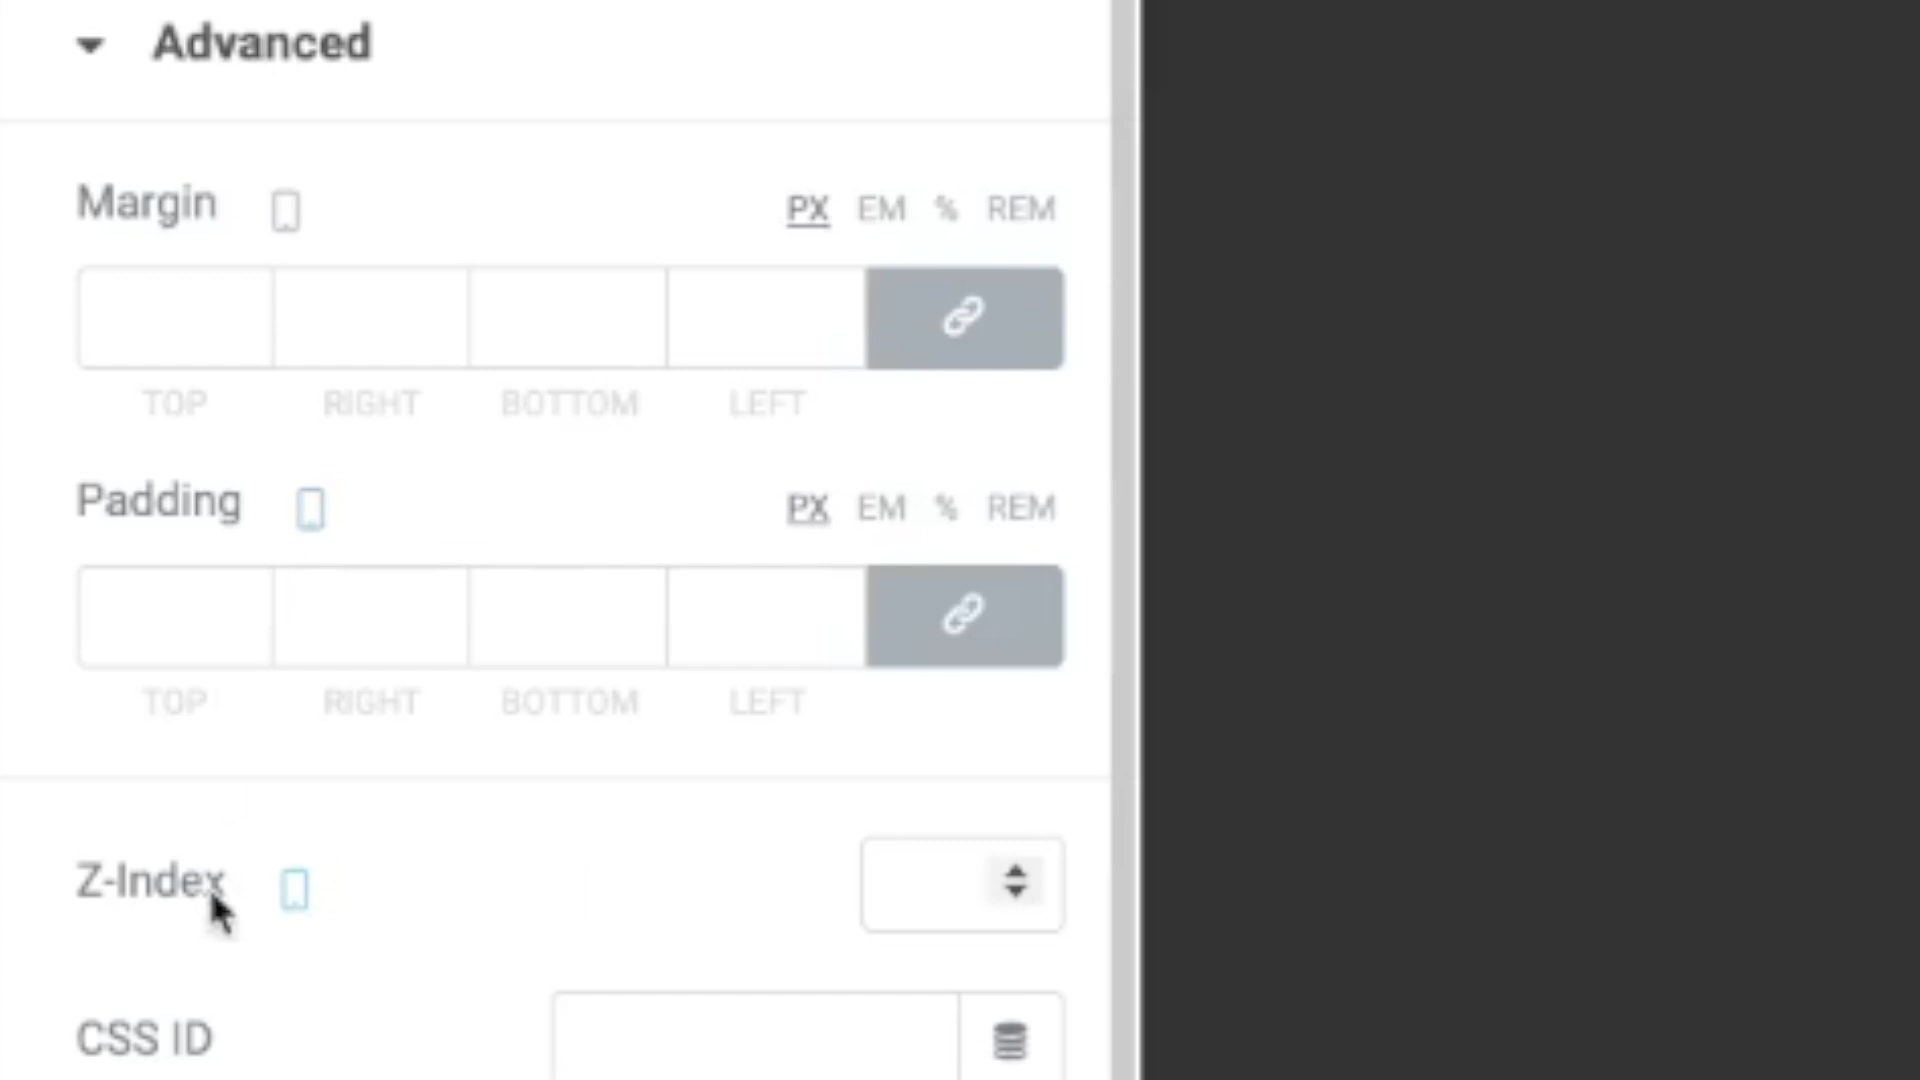 Advanced
Margin PX EM % REM
TOP RIGHT BOTTOM LEFT
Padding PX EM % REM
TOP RIGHT BOTTOM LEFT
Z-Index
CSS ID